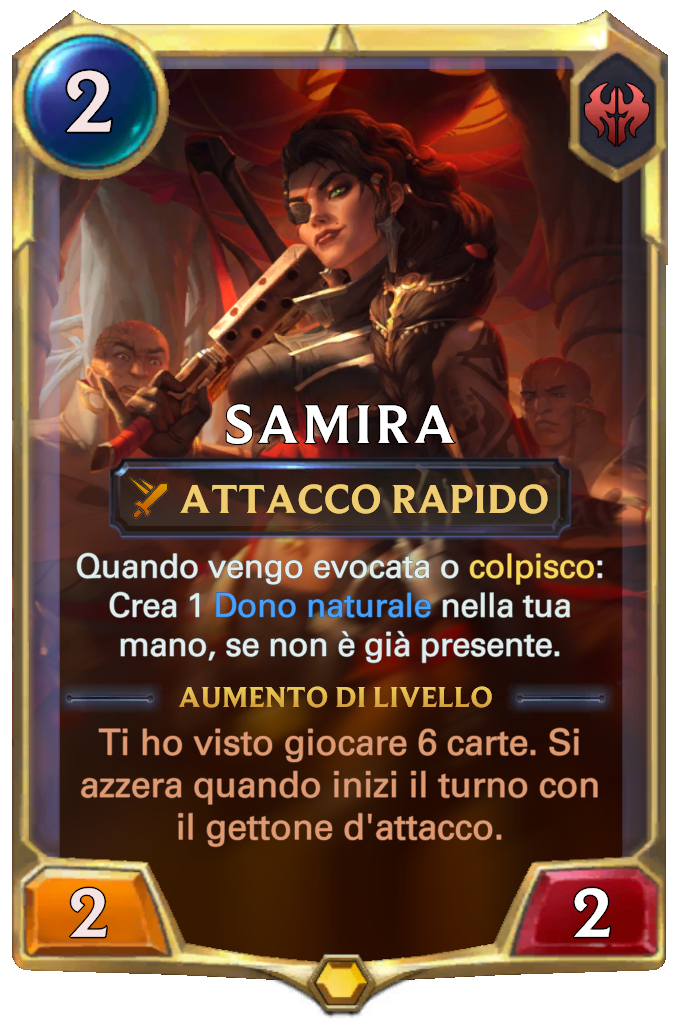 2
SAMIRA
ATTACCO RAPIDO
Quando vengo evocata o colpisco:
Crea 1 Dono naturale nella tua
mano, se non è già presente.
AUMENTO DI LIVELLO
Ti ho visto giocare 6 carte. Si
azzera quando inizi il turno con
il gettone d'attacco.
2
2